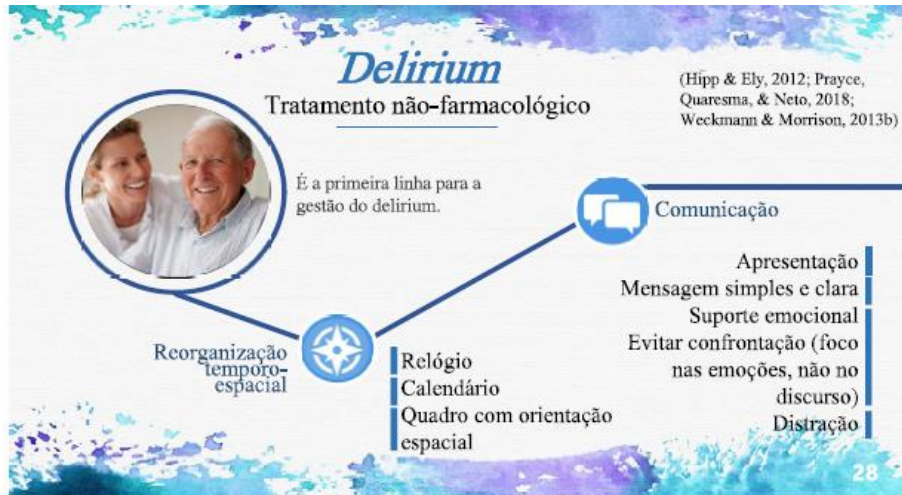 Delirium
Tratamento não-farmacológico
(Hipp & Ely, 2012; Prayce,
Quaresma, & Neto, 2018;
Weckmann & Morrison, 2013b)
É a primeira linha para a
gestão do delirium.
Reorganização
temporo-
espacial
Relógio
Calendário
Quadro com orientação
espacial
Comunicação
Apresentação
Mensagem simples e clara
Suporte emocional
Evitar confrontação (foco
nas emoções, não no
discurso)
Distração
28